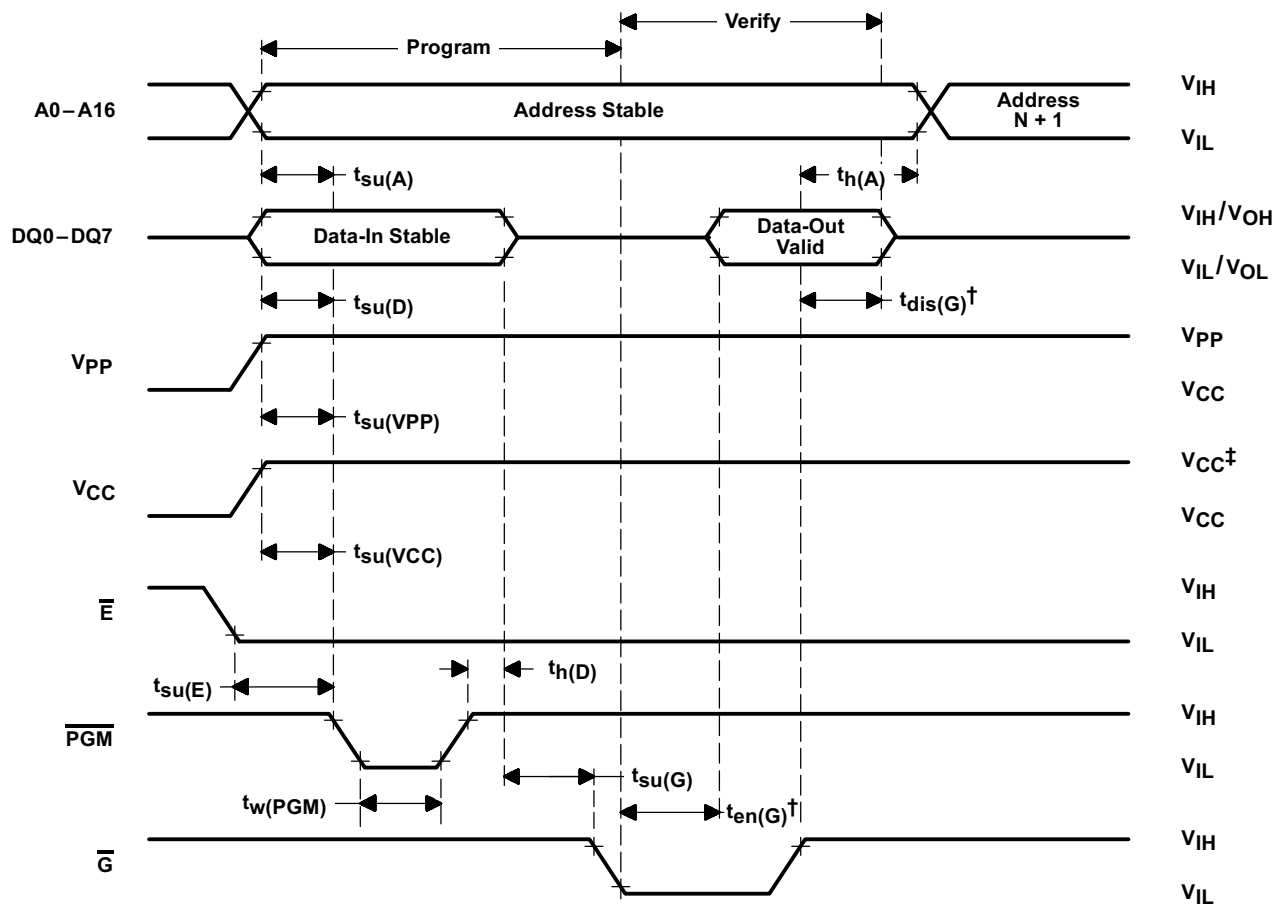 Verify
Program
A0–A16
Address Stable
Address
N + 1
VIH
VIL
tsu(A)
th(A)
DQ0–DQ7
Data-In Stable
Data-Out
Valid
VIH/VOH
VIL/VOL
tsu(D)
tdis(G)†
VPP
VPP
VCC
tsu(VPP)
VCC
VCC‡
VCC
tsu(VCC)
E
VIH
VIL
tsu(E)
th(D)
PGM
VIH
VIL
tw(PGM)
tsu(G)
ten(G)†
G
VIH
VIL